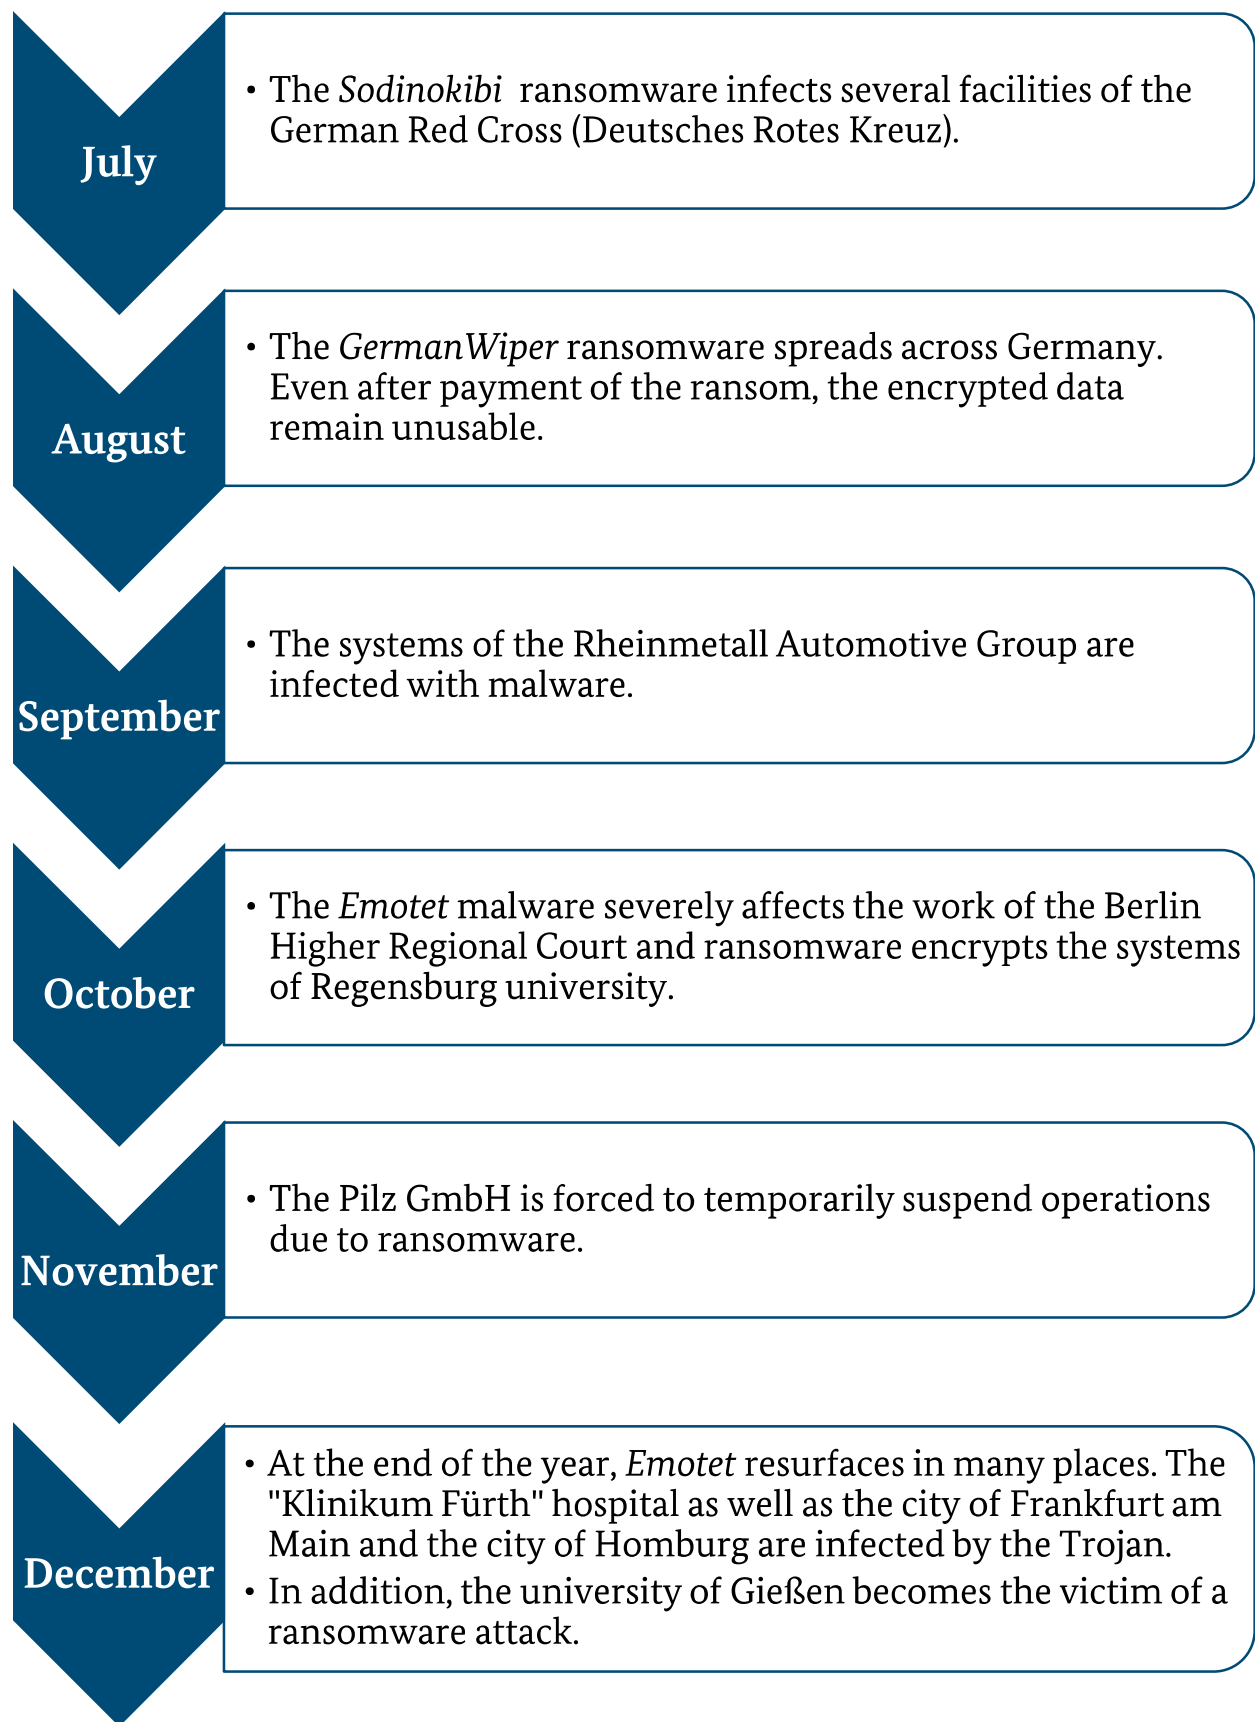 July
• The Sodinokibi ransomware infects several facilities of the
German Red Cross (Deutsches Rotes Kreuz).
August
• The GermanWiper ransomware spreads across Germany.
Even after payment of the ransom, the encrypted data
remain unusable.
September
• The systems of the Rheinmetall Automotive Group are
infected with malware.
October
• The Emotet malware severely affects the work of the Berlin
Higher Regional Court and ransomware encrypts the systems
of Regensburg university.
November
• The Pilz GmbH is forced to temporarily suspend operations
due to ransomware.
December
• At the end of the year, Emotet resurfaces in many places. The
"Klinikum Fürth" hospital as well as the city of Frankfurt am
Main and the city of Homburg are infected by the Trojan.
• In addition, the university of Gießen becomes the victim of a
ransomware attack.